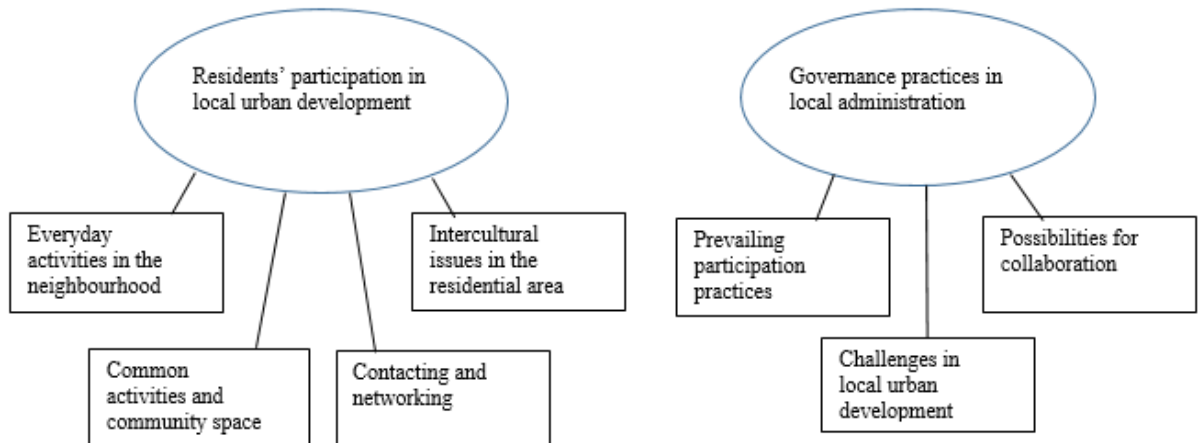 Residents’ participation in
local urban development
Everyday
activities in the
neighbourhood
Common
activities and
community space
Contacting and
networking
Intercultural
issues in the
residential area
Governance practices in
local administration
Prevailing
participation
practices
Challenges in
local urban
development
Possibilities for
collaboration